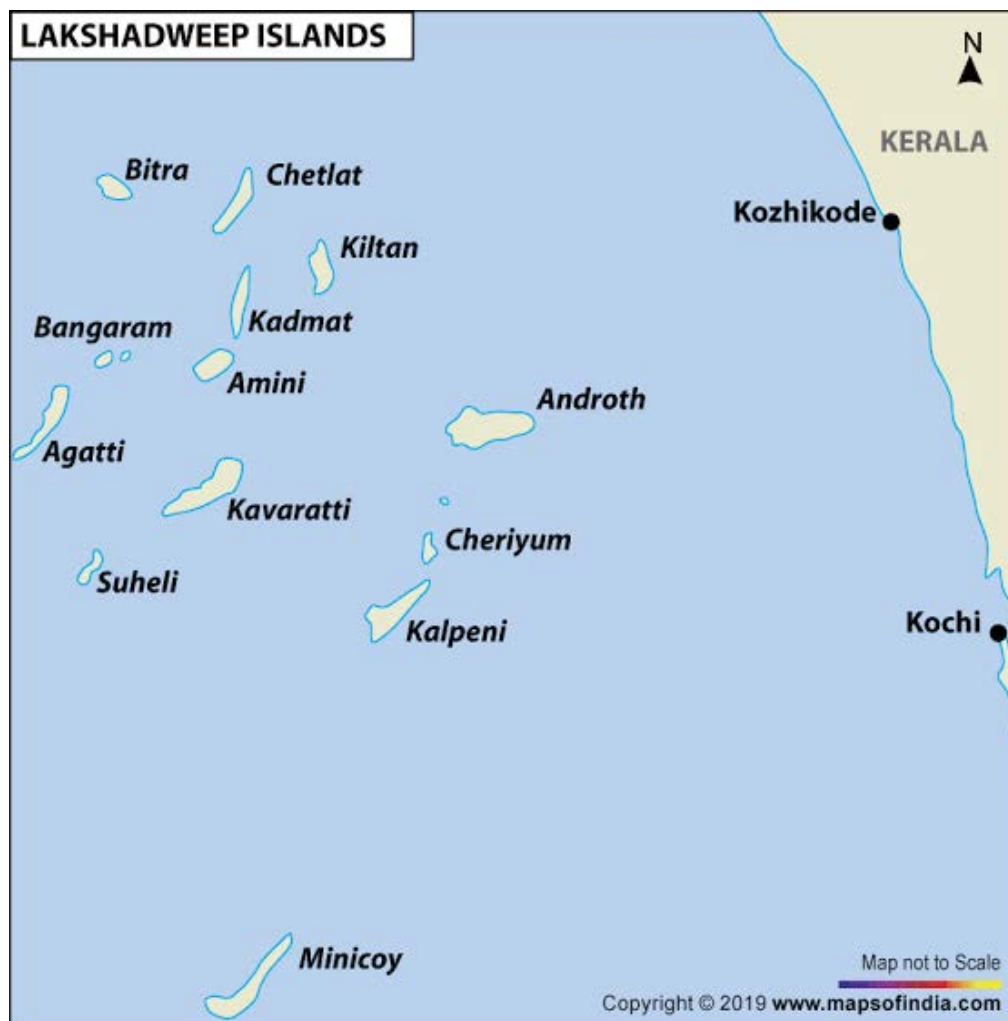 LAKSHADWEEP ISLANDS
N
KERALA
Bitra
Chetlat
Kozhikode
Kiltan
Bangaram
Kadmat
Amini
Androth
Agatti
Kavaratti
Cheriyum
Suheli
Kalpeni
Kochi
Minicoy
Map not to Scale
Copyright © 2019 www.mapsofindia.com